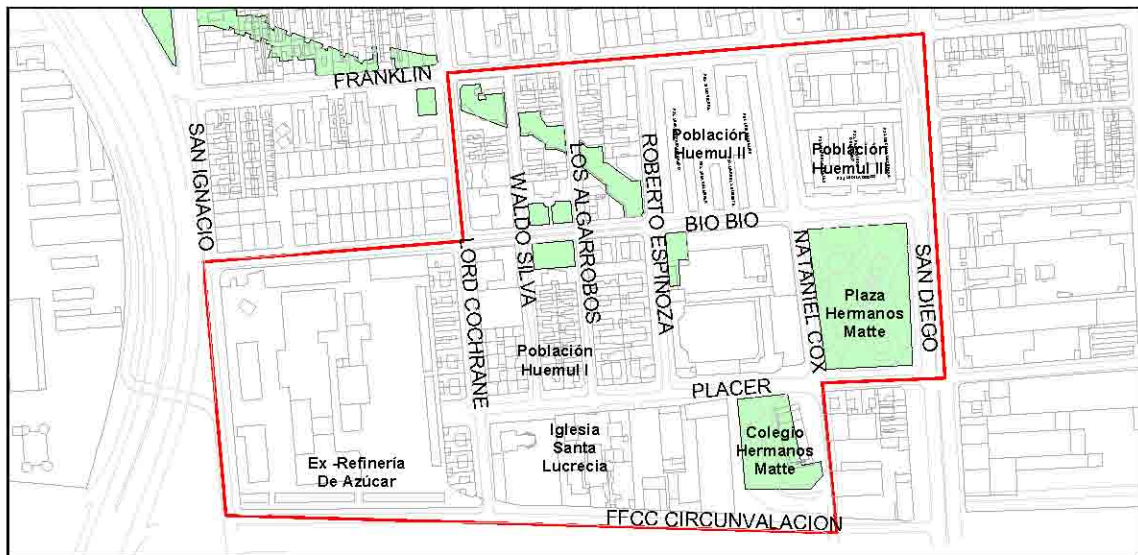 FRANKLIN
SAN IGNACIO
WALDO SILVA
LOS ALGARROBOS
ROBERTO ESPINOZA
Población
Huemul II
Población
Huemul III
BIO BIO
LORD COCHRANE
NATANIEL COX
SAN DIEGO
Plaza
Hermanos
Matte
Población
Huemul I
PLACER
Iglesia
Santa
Lucrecia
Colegio
Hermanos
Matte
Ex -Refinería
De Azúcar
FFCC CIRCUNVALACION